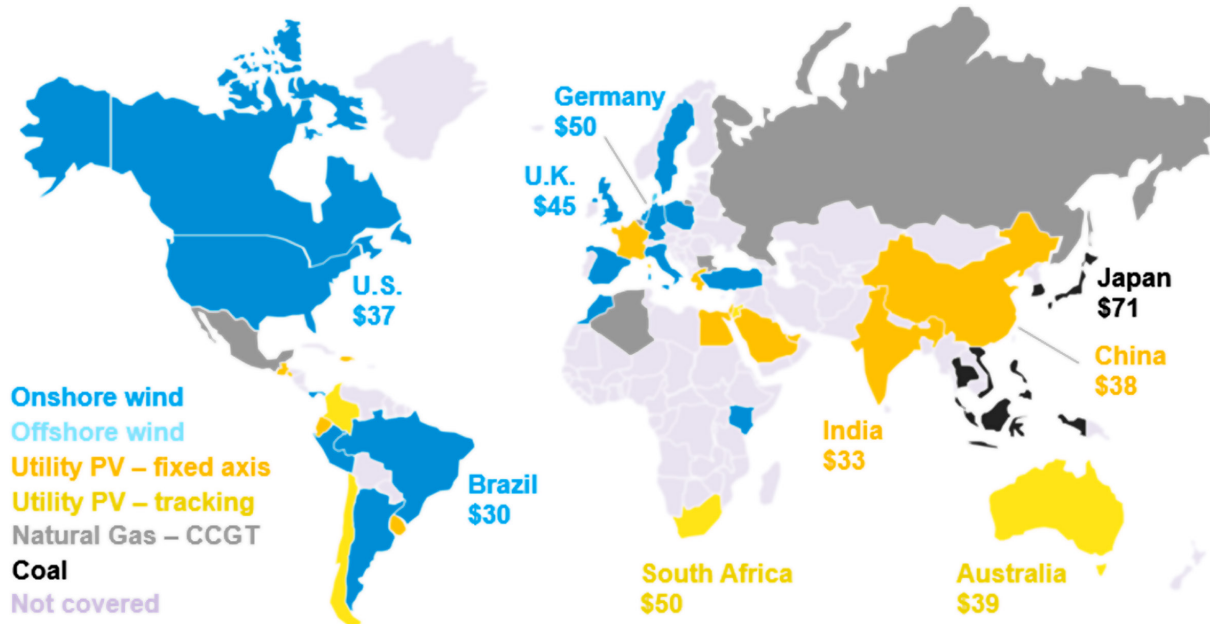 Germany
$50
U.K.
$45
U.S.
$37
Japan
$71
China
$38
Onshore wind
Offshore wind
Utility PV – fixed axis
Utility PV – tracking
Natural Gas – CCGT
Coal
Not covered
Brazil
$30
India
$33
South Africa
$50
Australia
$39